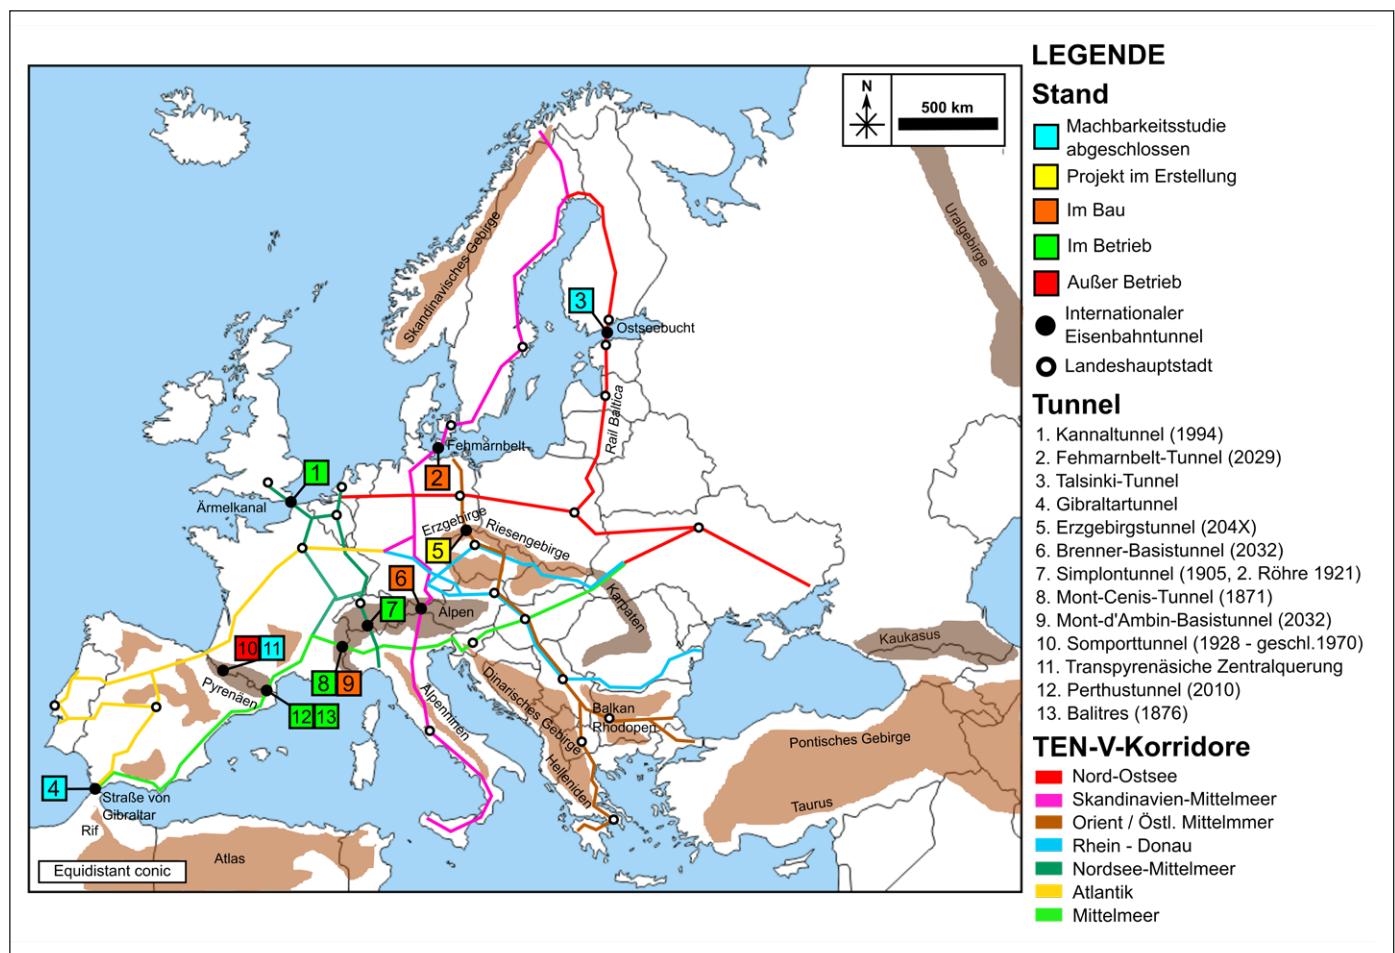 N
500 km
Uralgebirge
Skandinavisches Gebirge
3
Ostseebucht
Rail Baltica
Fehmarnbelt
2
1
Ärmelkanal
Erzgebirge
Riesengebirge
5
6
Alpen
7
Karpaten
Kaukasus
10
11
Pyrenäen
8
9
12
13
Alpenninen
Dinarisches Gebirge
Balkan
Rhodopen
Helleniden
Pontisches Gebirge
Taurus
4
Straße von
Gibraltar
Rif
Atlas
Equidistant conic
LEGENDE
Stand
Machbarkeitsstudie
abgeschlossen
Projekt im Erstellung
Im Bau
Im Betrieb
Außer Betrieb
Internationaler
Eisenbahntunnel
Landeshauptstadt
Tunnel
1. Kannaltunnel (1994)
2. Fehmarnbelt-Tunnel (2029)
3. Talsinki-Tunnel
4. Gibraltartunnel
5. Erzgebirgstunnel (204X)
6. Brenner-Basistunnel (2032)
7. Simplontunnel (1905, 2. Röhre 1921)
8. Mont-Cenis-Tunnel (1871)
9. Mont-d'Ambin-Basistunnel (2032)
10. Somporttunnel (1928 - geschl.1970)
11. Transpyrenäsiche Zentralquerung
12. Perthustunnel (2010)
13. Balitres (1876)
TEN-V-Korridore
Nord-Ostsee
Skandinavien-Mittelmeer
Orient / Östl. Mittelmmer
Rhein - Donau
Nordsee-Mittelmeer
Atlantik
Mittelmeer